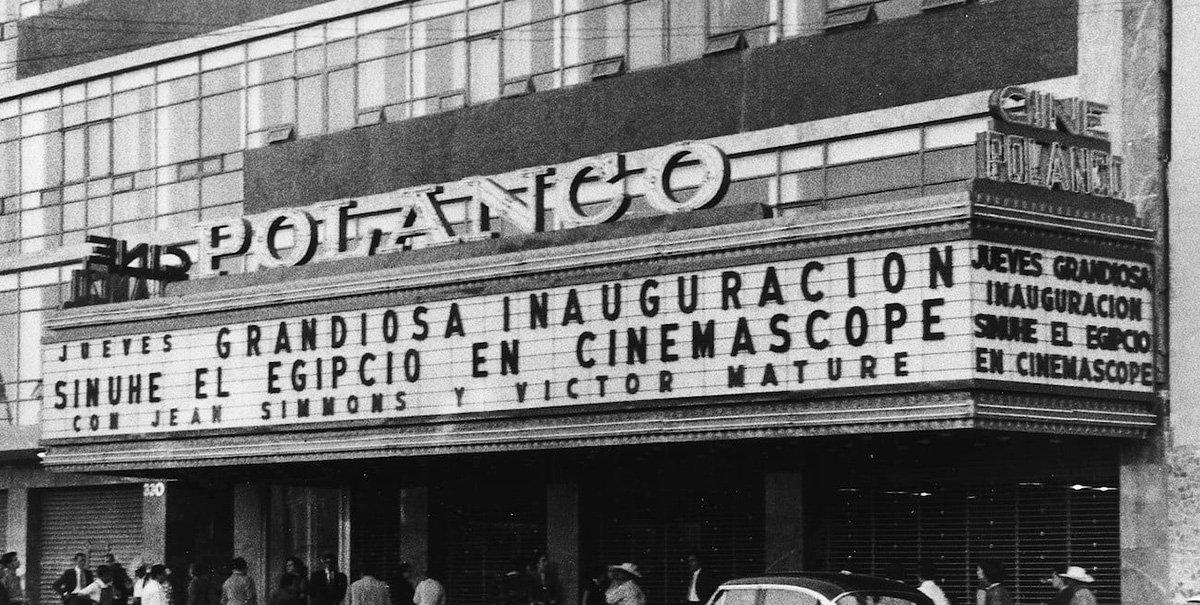 CINE
POLANCO
CINE
POLANCO
JUEVES GRANDIOSA INAUGURACION
SINUHE EL EGIPCIO EN CINEMASCOPE
CON JEAN SIMMONS Y VICTOR MATURE
JUEVES GRANDIOSA
INAUGURACION
SINUHE EL EGIPCIO
EN CINEMASCOPE